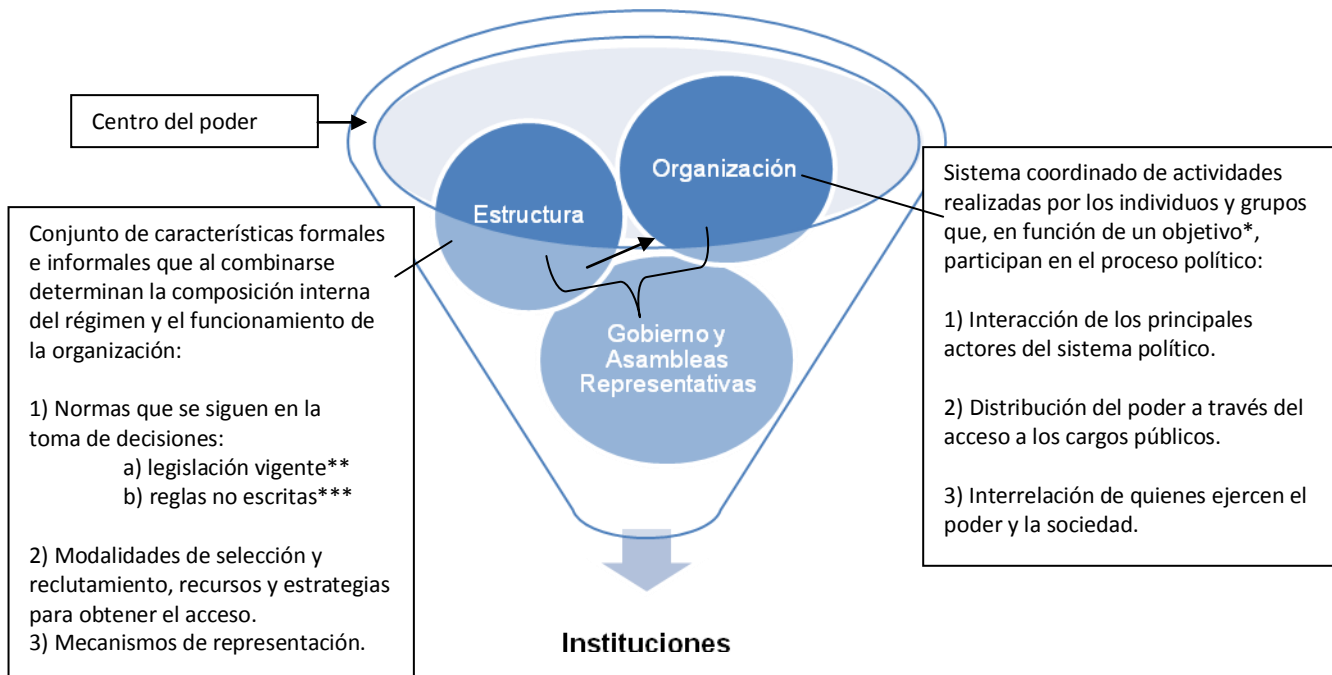 Centro del poder
Organización
Estructura
Gobierno y
Asambleas
Representativas
Conjunto de características formales
e informales que al combinarse
determinan la composición interna
del régimen y el funcionamiento de
la organización:
1) Normas que se siguen en la
toma de decisiones:
a) legislación vigente**
b) reglas no escritas***
2) Modalidades de selección y
reclutamiento, recursos y estrategias
para obtener el acceso.
3) Mecanismos de representación.
Sistema coordinado de actividades
realizadas por los individuos y grupos
que, en función de un objetivo*,
participan en el proceso político:
1) Interacción de los principales
actores del sistema político.
2) Distribución del poder a través del
acceso a los cargos públicos.
3) Interrelación de quienes ejercen el
poder y la sociedad.
Instituciones